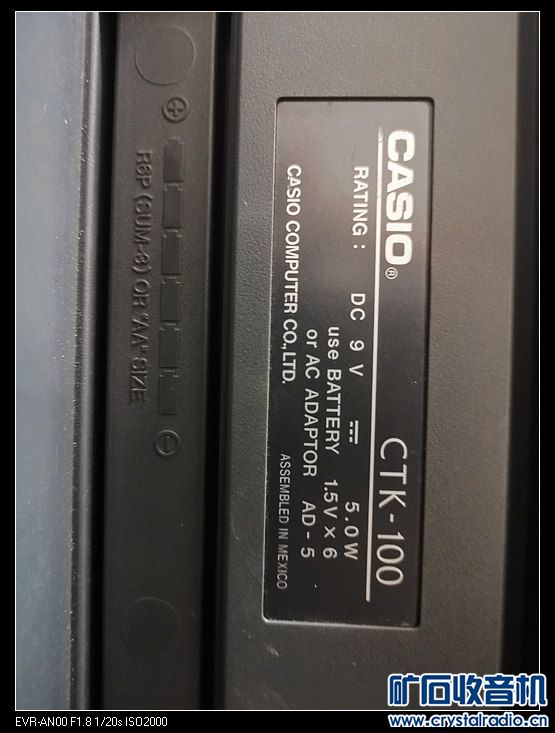 CASIO® CTK-100
RATING : DC 9 V ⎓ 5.0W
use BATTERY 1.5V × 6
or AC ADAPTOR AD-5
CASIO COMPUTER CO.,LTD.
ASSEMBLED IN MEXICO
⊕ ⊖
R6P (SUM-3) OR "AA" SIZE
矿石收音机
www.crystalradio.cn
EVR-AN00 F1.8 1/20s ISO2000